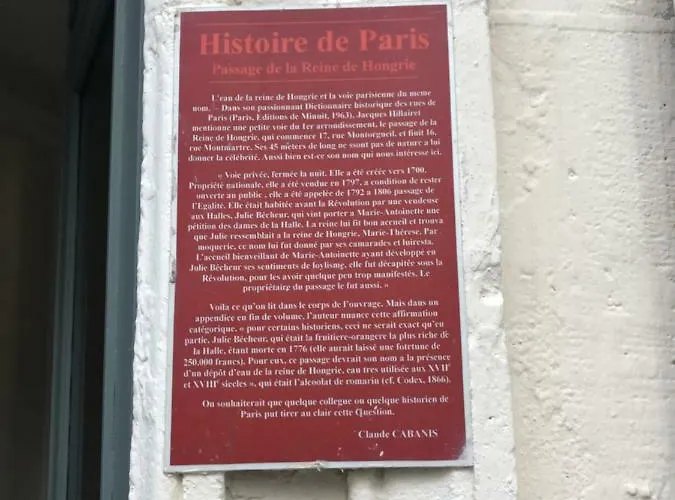 Histoire de Paris
Passage de la Reine de Hongrie
L'eau de la reine de Hongrie et la voie parisienne du meme
nom. – Dans son passionnant Dictionnaire historique des rues de
Paris (Paris, Editions de Minuit, 1963), Jacques Hillairet
mentionne une petite voie du 1er arrondissement, le passage de la
Reine de Hongrie, qui commence 17, rue Montorgueil, et finit 16,
rue Montmartre. Ses 45 meters de long ne ssont pas de nature a lui
donner la célébrité. Aussi bien est-ce son nom qui nous intéresse ici.
« Voie privée, fermée la nuit. Elle a été créée vers 1700.
Propriété nationale, elle a été vendue en 1797, a condition de rester
ouverte au public . elle a été appelée de 1792 a 1806 passage de
l'Egalité. Elle était habitée avant la Révolution par une vendeuse
aux Halles, Julie Bécheur, qui vint porter a Marie-Antoinette une
pétition des dames de la Halle. La reine lui fit bon accueil et trouva
que Julie ressemblait a la reine de Hongrie, Marie-Thérèse. Par
moquerie, ce nom lui fut donné par ses camarades et luiresta.
L'accueil bienveillant de Marie-Antoinette ayant développé en
Julie Bécheur ses sentiments de loylisme, elle fut décapitée sous la
Révolution, pour les avoir quelque peu trop manifestés. Le
propriétaire du passage le fut aussi. »
Voila ce qu'on lit dans le corps de l'ouvrage. Mais dans un
appendice en fin de volume, l'auteur nuance cette affirmation
catégorique. « pour certains historiens, ceci ne serait exact qu'en
partie, Julie Bécheur, qui était la fruitiere-orangere la plus riche de
la Halle, étant morte en 1776 (elle aurait laissé une fotrtune de
250,000 francs). Pour eux, ce passage devrait son nom a la présence
d'un dépôt d'eau de la reine de Hongrie, eau tres utilisée aux XVIIe
et XVIIIe siecles », qui était l'alcoolat de romarin (cf. Codex, 1866).
On souhaiterait que quelque collegue ou quelque historien de
Paris put tirer au clair cette Question.
Claude CABANIS